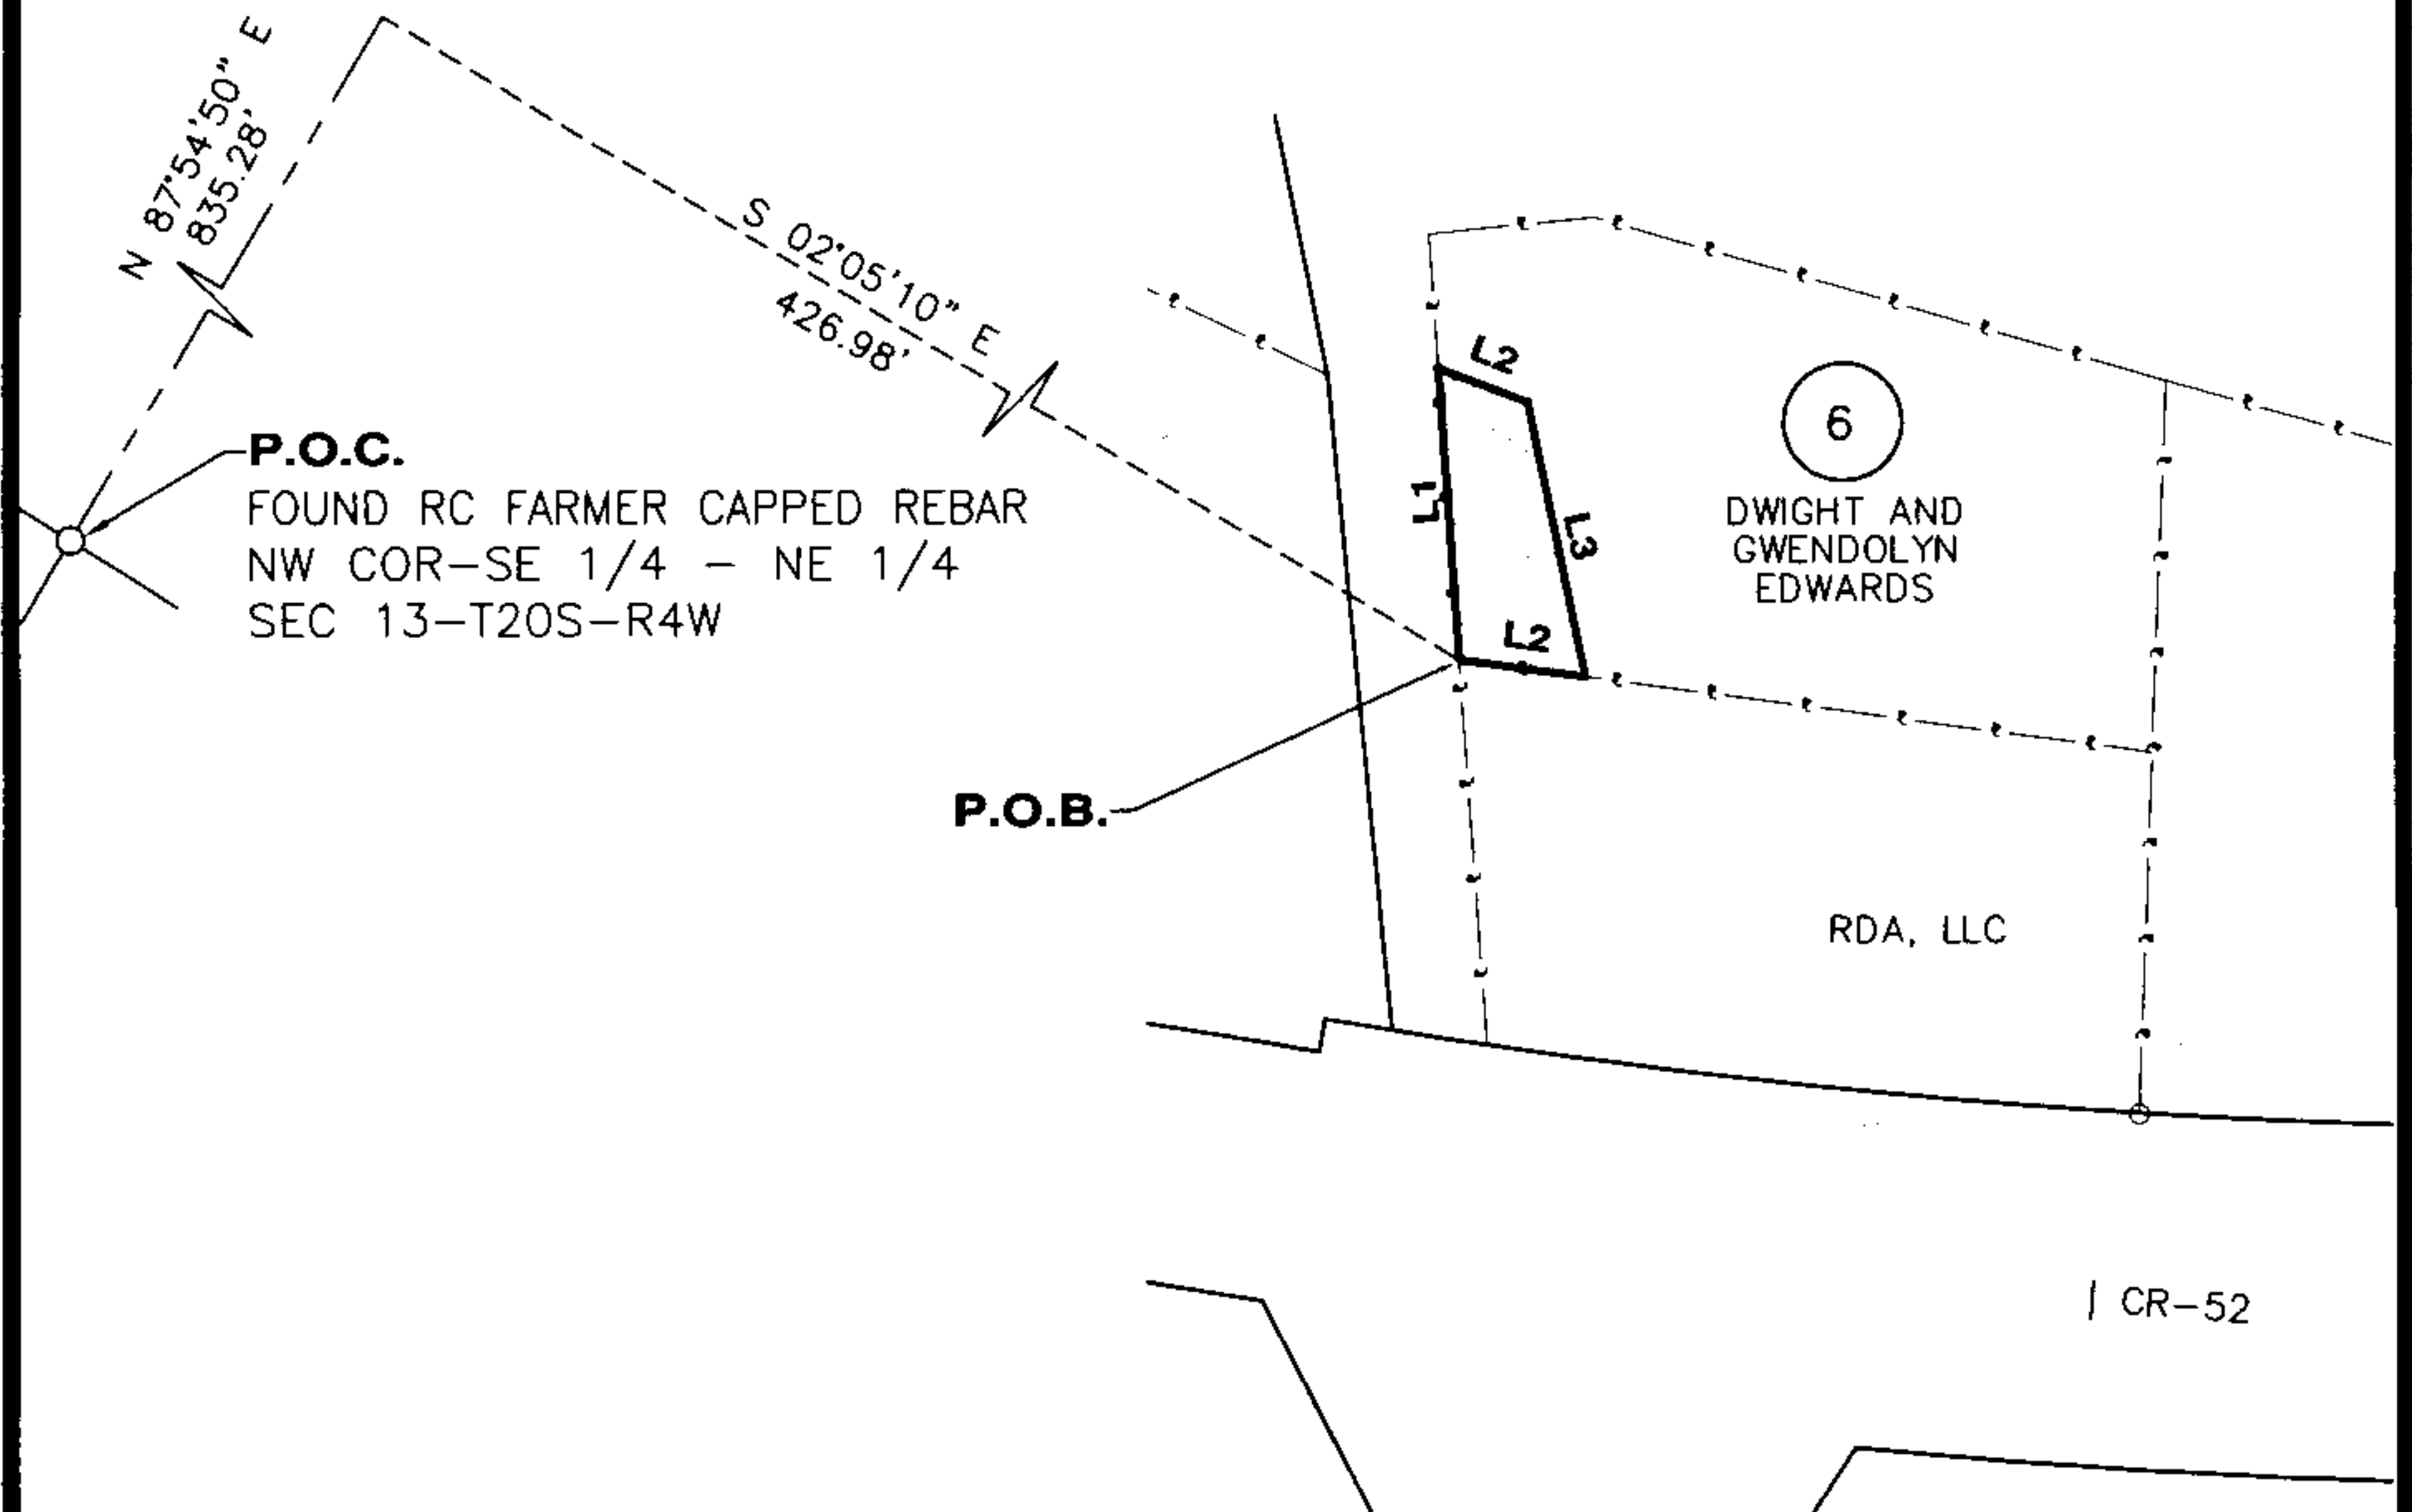 N 87°54'50" E
835.28'
S 02°05'10" E
426.98'
P.O.C.
FOUND RC FARMER CAPPED REBAR
NW COR-SE 1/4 - NE 1/4
SEC 13-T20S-R4W
L2
L1
L3
L2
6
DWIGHT AND
GWENDOLYN
EDWARDS
P.O.B.
RDA, LLC
CR-52